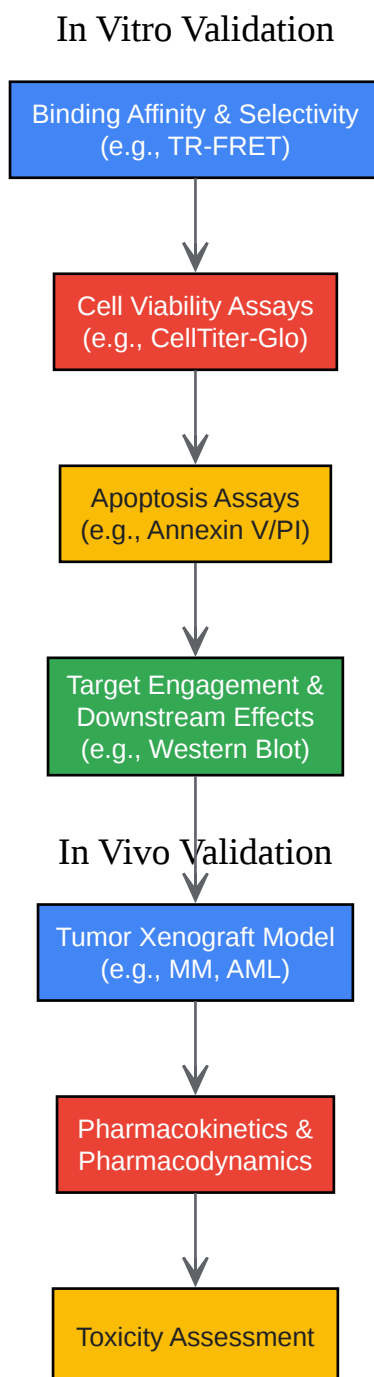 In Vitro Validation
Binding Affinity & Selectivity
(e.g., TR-FRET)
Cell Viability Assays
(e.g., CellTiter-Glo)
Apoptosis Assays
(e.g., Annexin V/PI)
Target Engagement &
Downstream Effects
(e.g., Western Blot)
In Vivo Validation
Tumor Xenograft Model
(e.g., MM, AML)
Pharmacokinetics &
Pharmacodynamics
Toxicity Assessment